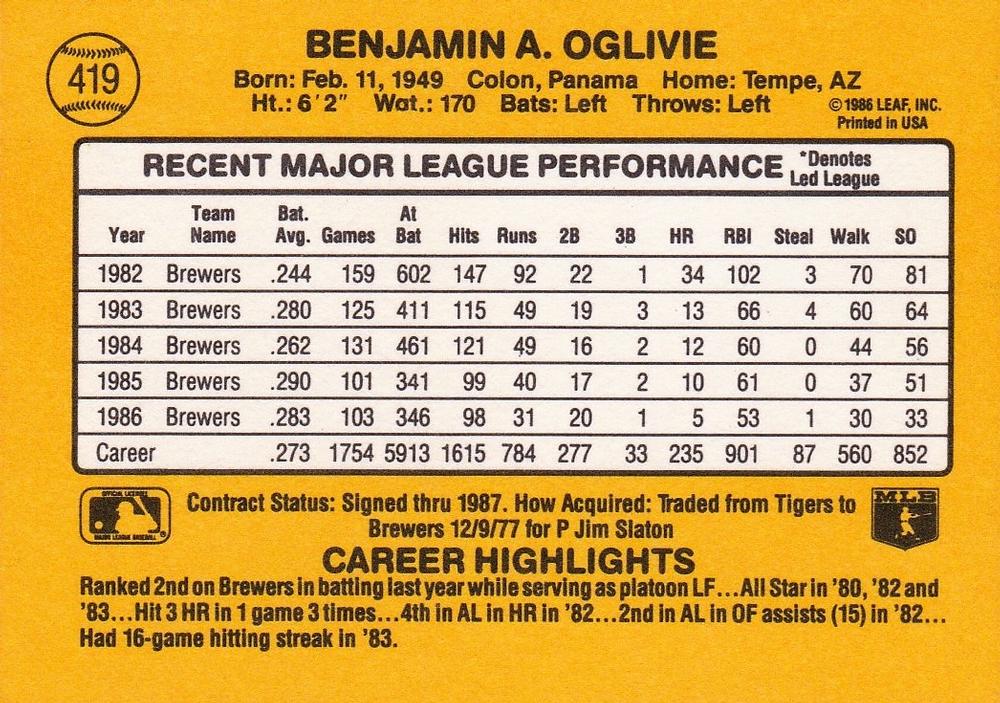 419
BENJAMIN A. OGLIVIE
Born: Feb. 11, 1949 Colon, Panama Home: Tempe, AZ
Ht.: 6'2" Wat.: 170 Bats: Left Throws: Left
©1986 LEAF, INC.
Printed in USA
RECENT MAJOR LEAGUE PERFORMANCE *Denotes
Led League
Year Team Name Bat. Avg. Games At Bat Hits Runs 2B 3B HR RBI Steal Walk SO
1982 Brewers .244 159 602 147 92 22 1 34 102 3 70 81
1983 Brewers .280 125 411 115 49 19 3 13 66 4 60 64
1984 Brewers .262 131 461 121 49 16 2 12 60 0 44 56
1985 Brewers .290 101 341 99 40 17 2 10 61 0 37 51
1986 Brewers .283 103 346 98 31 20 1 5 53 1 30 33
Career .273 1754 5913 1615 784 277 33 235 901 87 560 852
OFFICIAL LICENSEE
MAJOR LEAGUE BASEBALL
®
Contract Status: Signed thru 1987. How Acquired: Traded from Tigers to
Brewers 12/9/77 for P Jim Slaton
MLB
CAREER HIGHLIGHTS
Ranked 2nd on Brewers in batting last year while serving as platoon LF...All Star in '80, '82 and
'83...Hit 3 HR in 1 game 3 times...4th in AL in HR in '82...2nd in AL in OF assists (15) in '82...
Had 16-game hitting streak in '83.